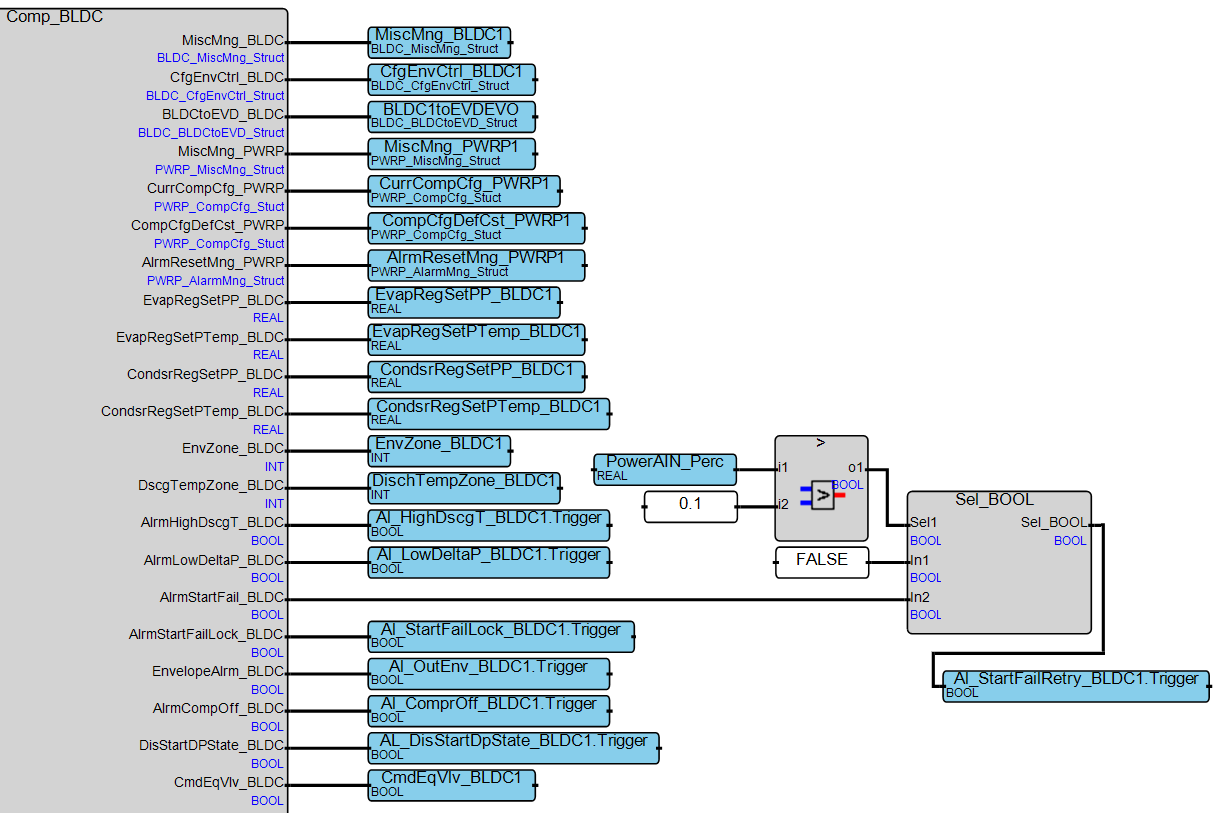 Comp_BLDC
MiscMng_BLDC
BLDC_MiscMng_Struct
MiscMng_BLDC1
BLDC_MiscMng_Struct
CfgEnvCtrl_BLDC
BLDC_CfgEnvCtrl_Struct
CfgEnvCtrl_BLDC1
BLDC_CfgEnvCtrl_Struct
BLDCtoEVD_BLDC
BLDC_BLDCtoEVD_Struct
BLDC1toEVDEVO
BLDC_BLDCtoEVD_Struct
MiscMng_PWRP
PWRP_MiscMng_Struct
MiscMng_PWRP1
PWRP_MiscMng_Struct
CurrCompCfg_PWRP
PWRP_CompCfg_Stuct
CurrCompCfg_PWRP1
PWRP_CompCfg_Stuct
CompCfgDefCst_PWRP
PWRP_CompCfg_Stuct
CompCfgDefCst_PWRP1
PWRP_CompCfg_Stuct
AlrmResetMng_PWRP
PWRP_AlarmMng_Struct
AlrmResetMng_PWRP1
PWRP_AlarmMng_Struct
EvapRegSetPP_BLDC
REAL
EvapRegSetPP_BLDC1
REAL
EvapRegSetPTemp_BLDC
REAL
EvapRegSetPTemp_BLDC1
REAL
CondsrRegSetPP_BLDC
REAL
CondsrRegSetPP_BLDC1
REAL
CondsrRegSetPTemp_BLDC
REAL
CondsrRegSetPTemp_BLDC1
REAL
EnvZone_BLDC
INT
EnvZone_BLDC1
INT
DscgTempZone_BLDC
INT
DischTempZone_BLDC1
INT
AlrmHighDscgT_BLDC
BOOL
Al_HighDscgT_BLDC1.Trigger
BOOL
AlrmLowDeltaP_BLDC
BOOL
Al_LowDeltaP_BLDC1.Trigger
BOOL
AlrmStartFail_BLDC
BOOL
AlrmStartFailLock_BLDC
BOOL
Al_StartFailLock_BLDC1.Trigger
BOOL
EnvelopeAlrm_BLDC
BOOL
Al_OutEnv_BLDC1.Trigger
BOOL
AlrmCompOff_BLDC
BOOL
Al_ComprOff_BLDC1.Trigger
BOOL
DisStartDPState_BLDC
BOOL
AL_DisStartDpState_BLDC1.Trigger
BOOL
CmdEqVlv_BLDC
BOOL
CmdEqVlv_BLDC1
BOOL
PowerAIN_Perc
REAL
0.1
>
i1
o1
BOOL
i2
>
FALSE
Sel_BOOL
Sel1
BOOL
Sel_BOOL
BOOL
In1
BOOL
In2
BOOL
Al_StartFailRetry_BLDC1.Trigger
BOOL